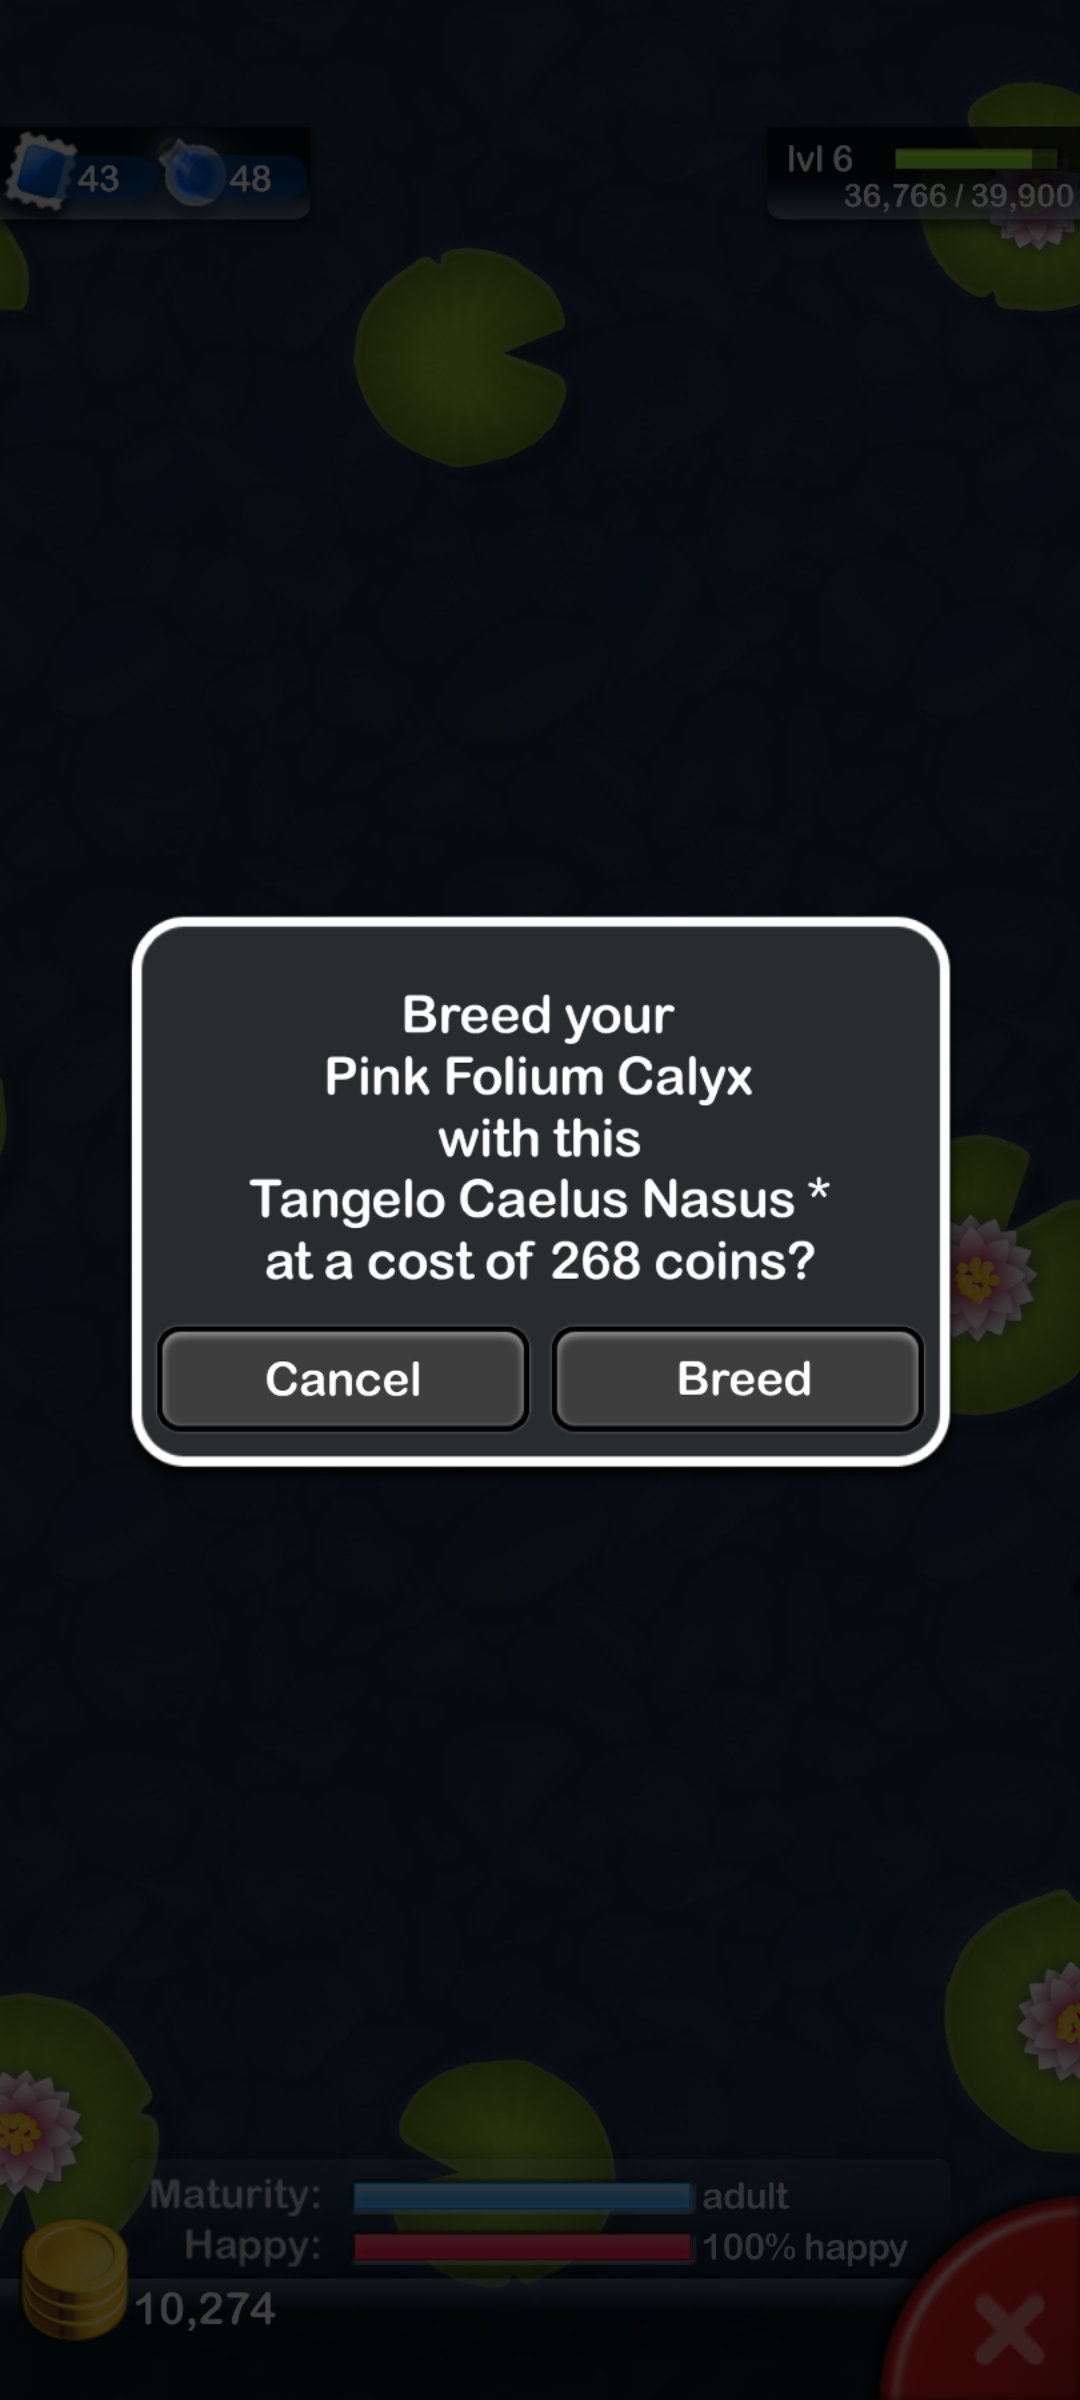 43
48
lvl 6
36,766 / 39,900
Breed your
Pink Folium Calyx
with this
Tangelo Caelus Nasus *
at a cost of 268 coins?
Cancel
Breed
Maturity:
adult
Happy:
100% happy
10,274